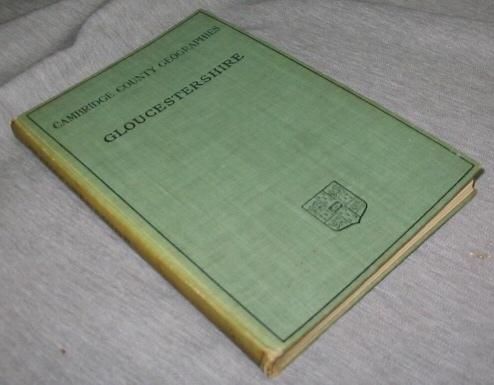 CAMBRIDGE COUNTY GEOGRAPHIES
GLOUCESTERSHIRE